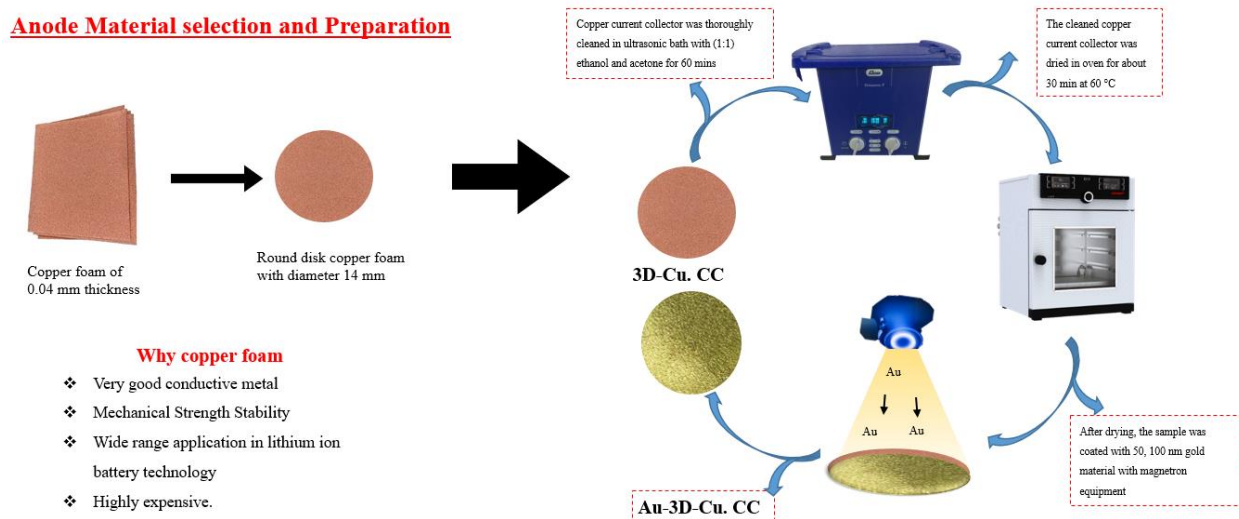 Anode Material selection and Preparation
Copper current collector was thoroughly
cleaned in ultrasonic bath with (1:1)
ethanol and acetone for 60 mins
The cleaned copper
current collector was
dried in oven for about
30 min at 60 °C
Copper foam of
0.04 mm thickness
Round disk copper foam
with diameter 14 mm
3D-Cu. CC
Why copper foam
❖ Very good conductive metal
❖ Mechanical Strength Stability
❖ Wide range application in lithium ion
battery technology
❖ Highly expensive.
Au
Au
Au
After drying, the sample was
coated with 50, 100 nm gold
material with magnetron
equipment
Au-3D-Cu. CC